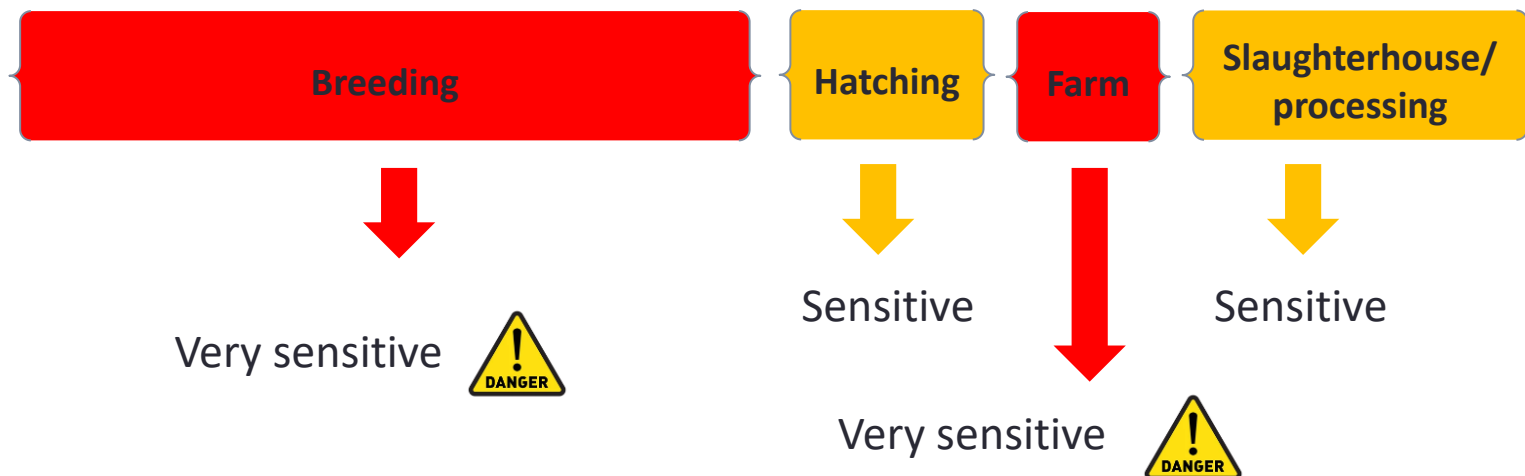 Breeding
Hatching
Farm
Slaughterhouse/
processing
Sensitive
Sensitive
Very sensitive
DANGER
Very sensitive
DANGER